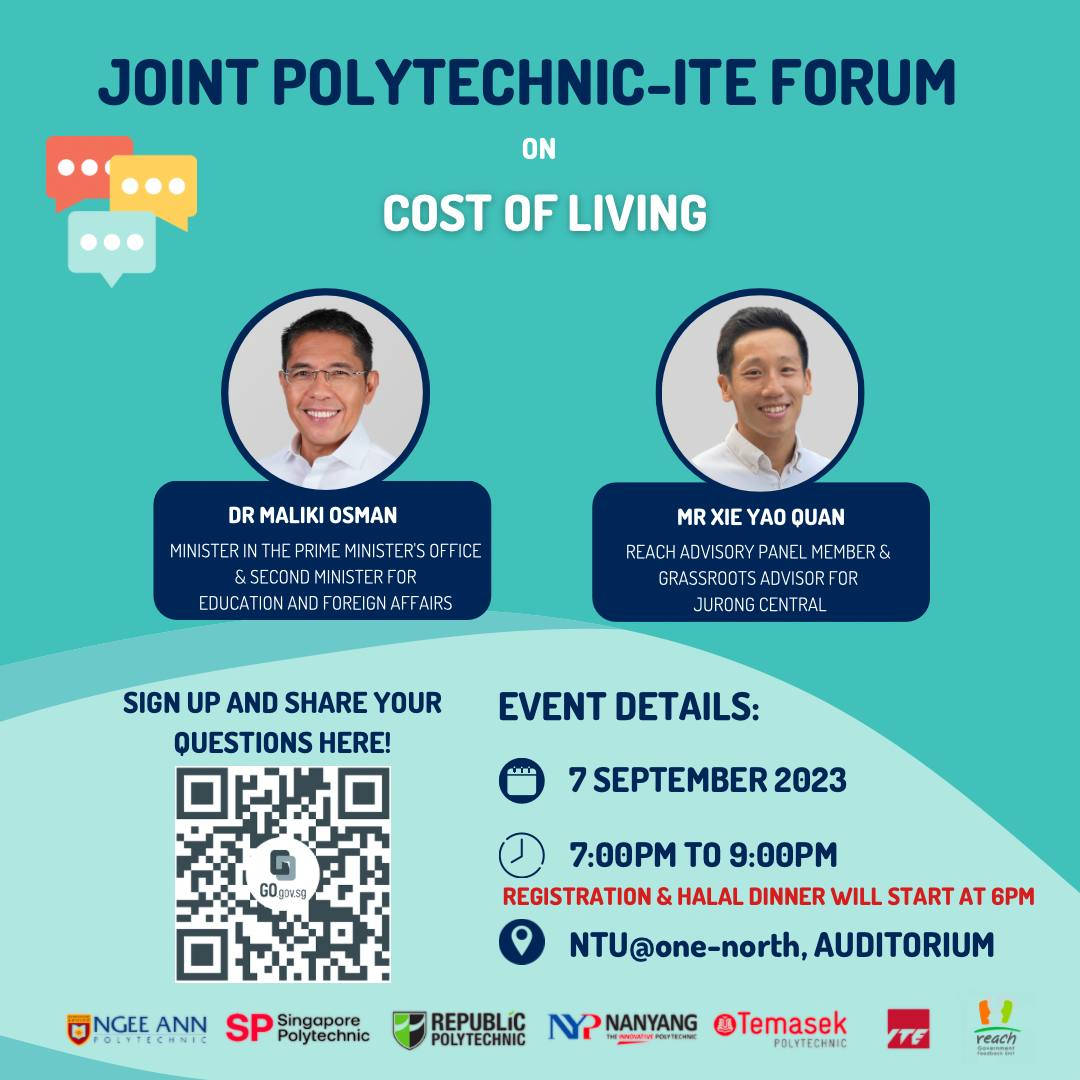 JOINT POLYTECHNIC-ITE FORUM
ON
COST OF LIVING
DR MALIKI OSMAN
MINISTER IN THE PRIME MINISTER'S OFFICE
& SECOND MINISTER FOR
EDUCATION AND FOREIGN AFFAIRS
MR XIE YAO QUAN
REACH ADVISORY PANEL MEMBER &
GRASSROOTS ADVISOR FOR
JURONG CENTRAL
SIGN UP AND SHARE YOUR
QUESTIONS HERE!
GO.gov.sg
EVENT DETAILS:
7 SEPTEMBER 2023
7:00PM TO 9:00PM
REGISTRATION & HALAL DINNER WILL START AT 6PM
NTU@one-north, AUDITORIUM
NGEE ANN
POLYTECHNIC
SP Singapore
Polytechnic
REPUBLIC
POLYTECHNIC
NYP NANYANG
THE INNOVATIVE POLYTECHNIC
Temasek
POLYTECHNIC
ITE
reach
Government
Feedback Unit